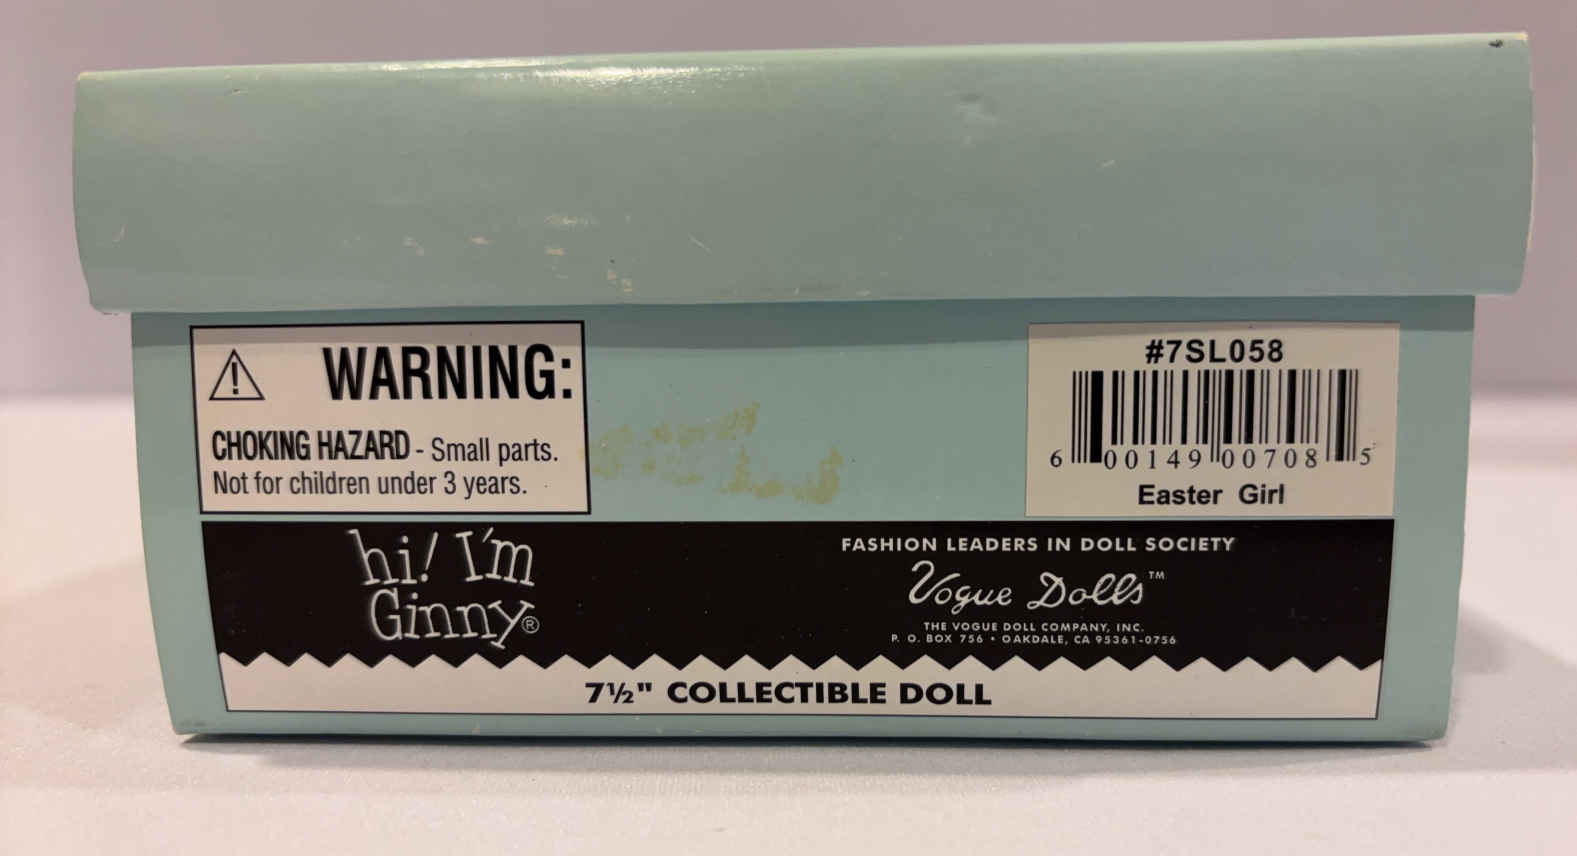 WARNING:
CHOKING HAZARD - Small parts.
Not for children under 3 years.
#7SL058
6 00149 00708 5
Easter Girl
hi! I'm
Ginny®
FASHION LEADERS IN DOLL SOCIETY
Vogue Dolls™
THE VOGUE DOLL COMPANY, INC.
P. O. BOX 756 • OAKDALE, CA 95361-0756
7½" COLLECTIBLE DOLL